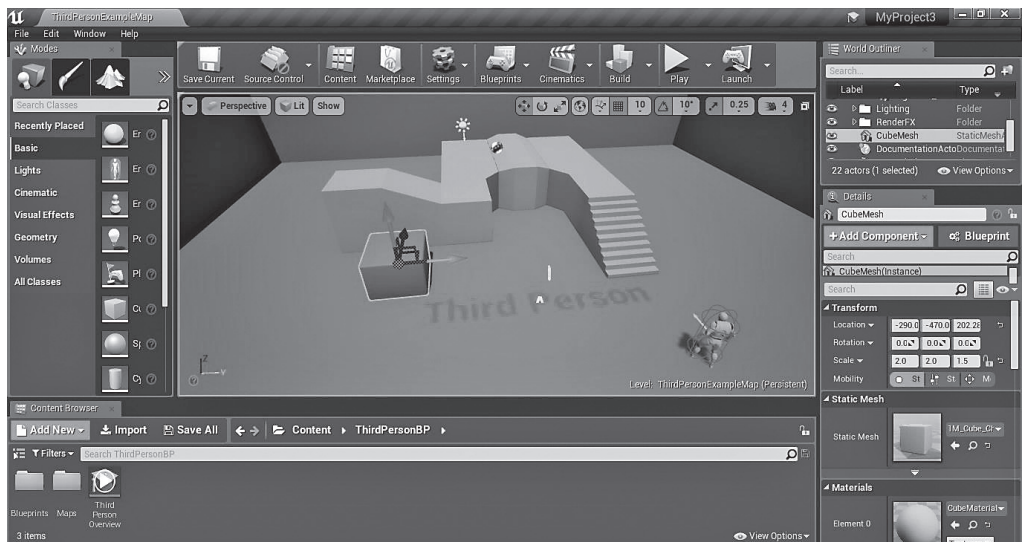 ThirdPersonExampleMap
MyProject3
File Edit Window Help
Modes
Search Classes
Recently Placed
Basic
Lights
Cinematic
Visual Effects
Geometry
Volumes
All Classes
Save Current Source Control Content Marketplace Settings Blueprints Cinematics Build Play Launch
Perspective Lit Show
10 10° 0.25 4
Third Person
Level: ThirdPersonExampleMap (Persistent)
World Outliner
Search...
Label Type
Lighting Folder
RenderFX Folder
CubeMesh StaticMeshA
DocumentationActo Documentat
22 actors (1 selected) View Options
Details
CubeMesh
+Add Component Blueprint
Search
CubeMesh(Instance)
Search
Transform
Location -290.0 -470.0 202.28
Rotation 0.0 0.0 0.0
Scale 2.0 2.0 1.5
Mobility St St M
Static Mesh
Static Mesh 1M_Cube_Ch
Materials
Element 0 CubeMaterial
Content Browser
Add New Import Save All Content ThirdPersonBP
Filters Search ThirdPersonBP
Blueprints Maps Third Person Overview
3 items View Options